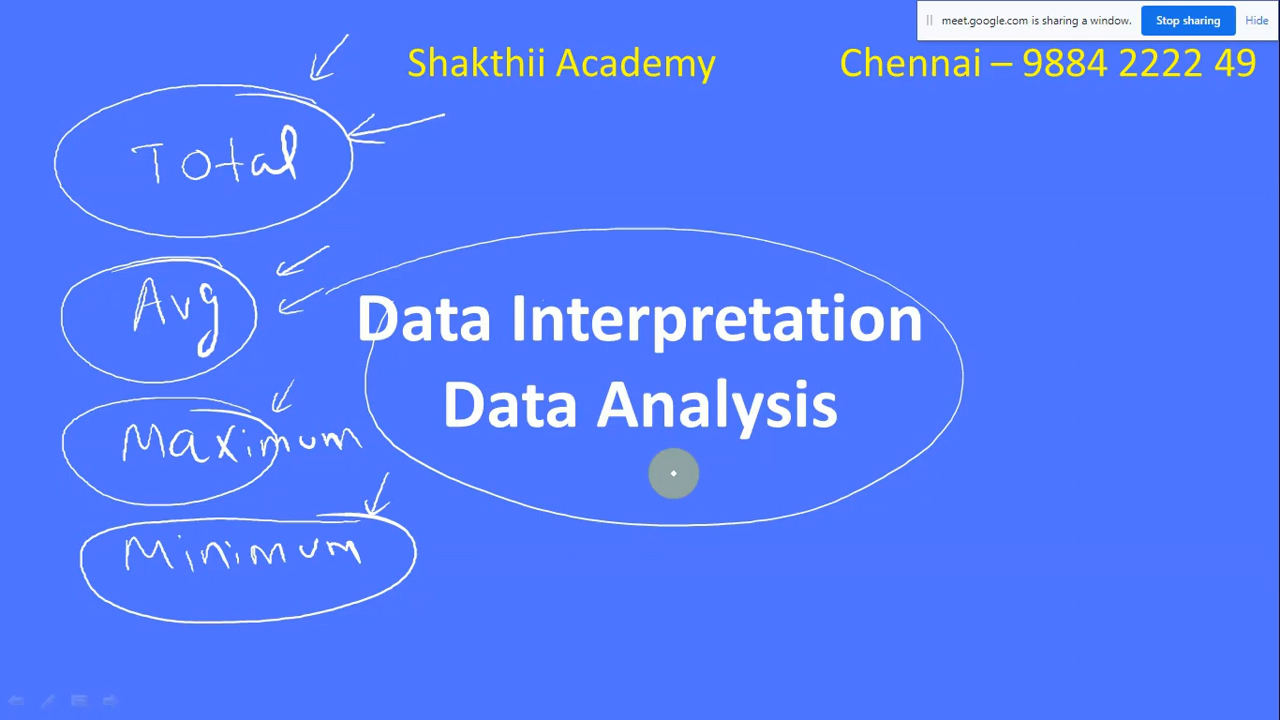 meet.google.com is sharing a window. Stop sharing Hide
Shakthii Academy Chennai – 9884 2222 49
Total
Avg
Data Interpretation
Data Analysis
Maximum
Minimum